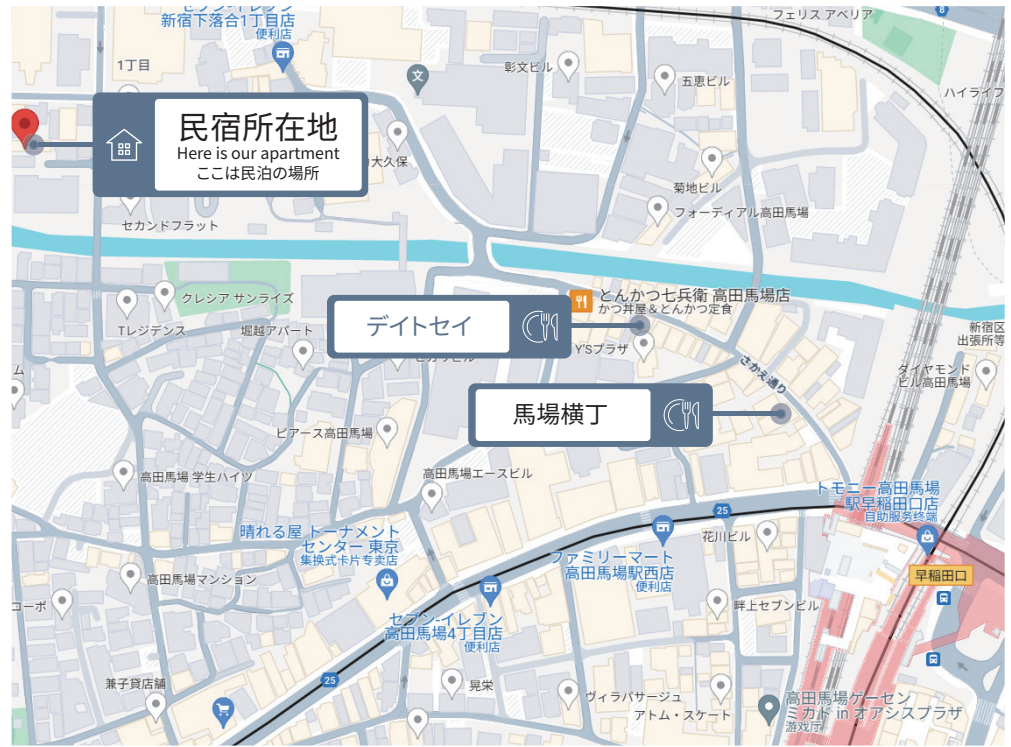 セブン-イレブン
新宿下落合1丁目店
便利店
フェリス アベリア
8
1丁目
文
彰文ビル
五恵ビル
ハイライフ
民宿所在地
Here is our apartment
ここは民泊の場所
大久保
菊地ビル
フォーディアル高田馬場
セカンドフラット
クレシア サンライズ
Tレジデンス
堀越アパート
デイトセイ
とんかつ七兵衛 高田馬場店
かつ丼屋&とんかつ定食
Y'Sプラザ
新宿区
出張所等
さかえ通り
タイヤモンド
ビル高田馬場
ム
馬場横丁
ピアース高田馬場
高田馬場 学生ハイツ
高田馬場エースビル
トモニー高田馬場
駅早稲田口店
自助服务终端
25
晴れる屋 トーナメント
センター 東京
集换式卡片专卖店
花川ビル
ファミリーマート
高田馬場駅西店
便利店
早稲田口
高田馬場マンション
コーポ
セブン-イレブン
高田馬場4丁目店
便利店
畔上セブンビル
25
兼子貸店舗
晃栄
ヴィラパサージュ
アトム・スケート
高田馬場ゲーセン
ミカド in オアシスプラザ
游戏厅